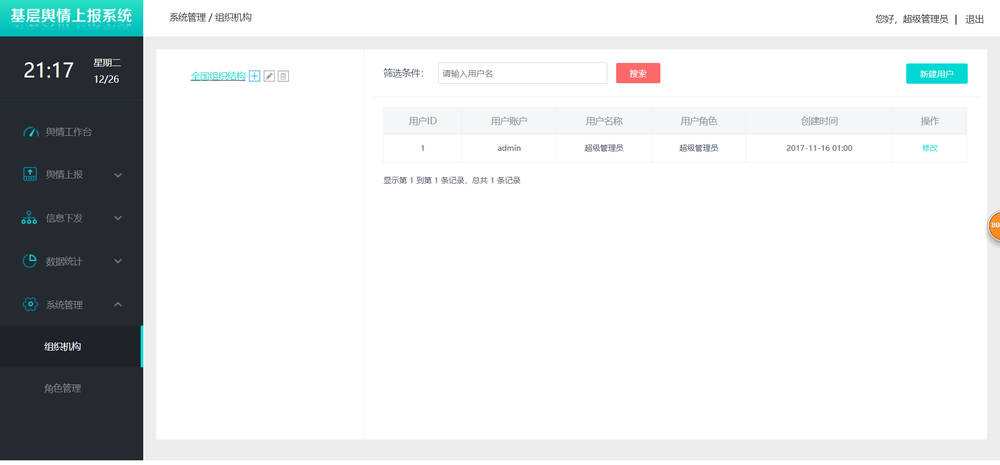 基层舆情上报系统
系统管理 / 组织机构
您好，超级管理员 | 退出
21:17
星期二
12/26
舆情工作台
舆情上报
信息下发
数据统计
系统管理
组织机构
角色管理
全国组织结构
筛选条件：
请输入用户名
搜索
新建用户
用户ID 用户账户 用户名称 用户角色 创建时间 操作
1 admin 超级管理员 超级管理员 2017-11-16 01:00 修改
显示第 1 到第 1 条记录，总共 1 条记录
80